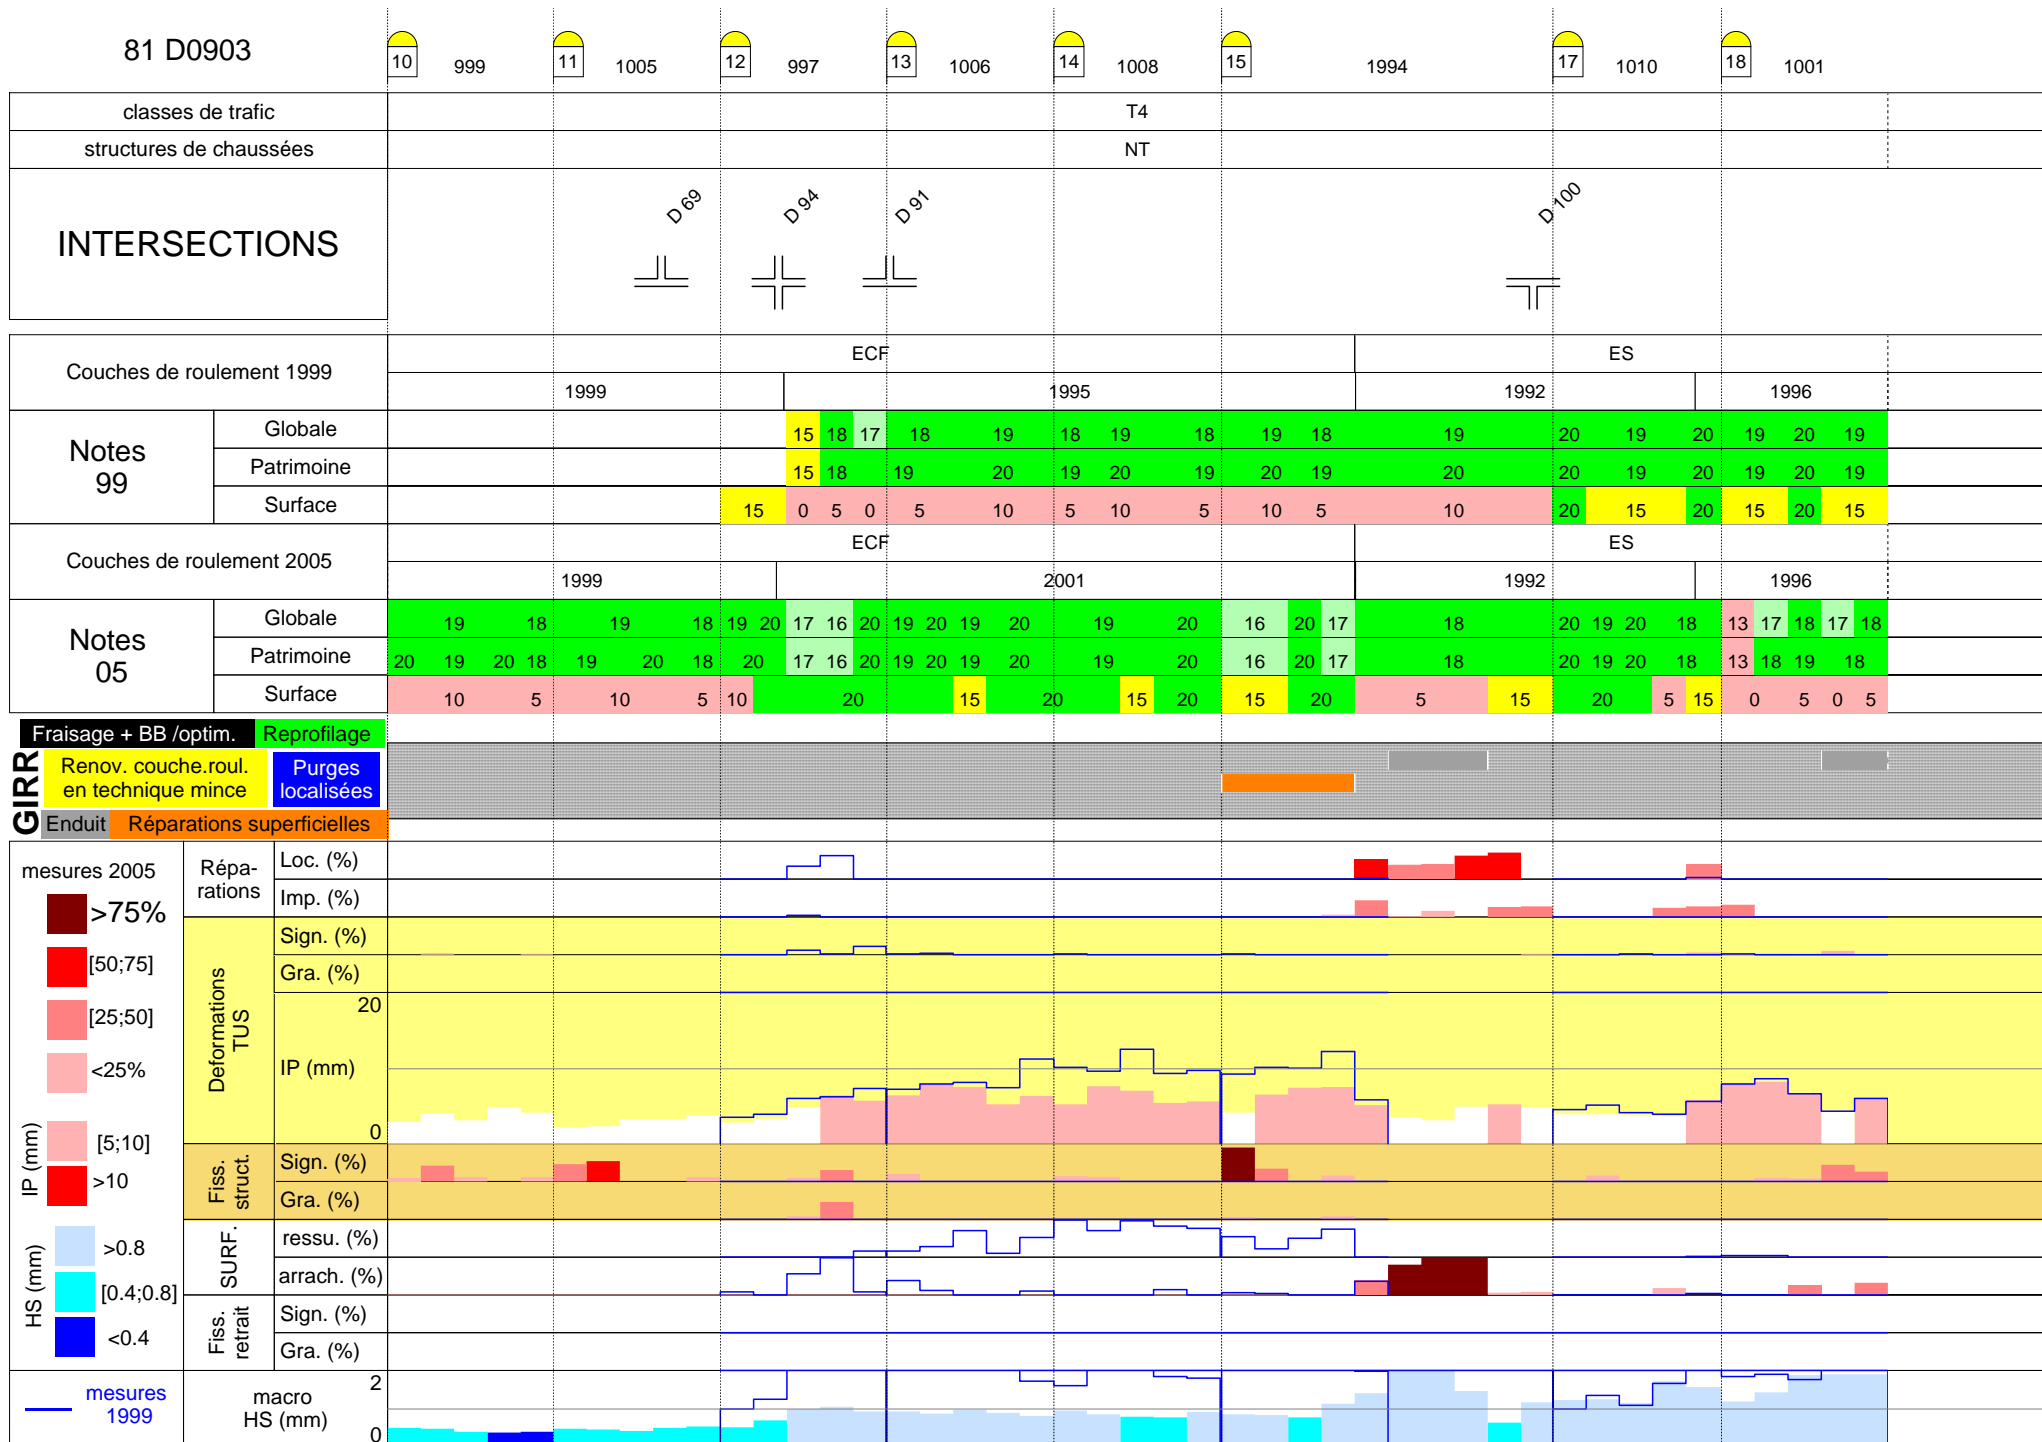 81 D0903
10 999 11 1005 12 997 13 1006 14 1008 15 1994 17 1010 18 1001
classes de trafic T4
structures de chaussées NT
INTERSECTIONS D 69 D 94 D 91 D 100
Couches de roulement 1999 ECF ES
1999 1995 1992 1996
Notes 99
Globale 15 18 17 18 19 18 19 18 19 18 19 20 19 20 19 20 19
Patrimoine 15 18 19 20 19 20 19 20 19 20 20 19 20 19 20 19
Surface 15 0 5 0 5 10 5 10 5 10 5 10 20 15 20 15 20 15
Couches de roulement 2005 ECF ES
1999 2001 1992 1996
Notes 05
Globale 19 18 19 18 19 20 17 16 20 19 20 19 20 19 20 16 20 17 18 20 19 20 18 13 17 18 17 18
Patrimoine 20 19 20 18 19 20 18 20 17 16 20 19 20 19 20 19 20 16 20 17 18 20 19 20 18 13 18 19 18
Surface 10 5 10 5 10 20 15 20 15 20 15 20 5 15 20 5 15 0 5 0 5
GIRR
Fraisage + BB /optim. Reprofilage
Renov. couche.roul.
en technique mince
Purges
localisées
Enduit Réparations superficielles
mesures 2005
>75%
[50;75]
[25;50]
<25%
IP (mm)
[5;10]
>10
HS (mm)
>0.8
[0.4;0.8]
<0.4
mesures
1999
Répa-
rations
Loc. (%)
Imp. (%)
Deformations
TUS
Sign. (%)
Gra. (%)
20
IP (mm)
0
Fiss.
struct.
Sign. (%)
Gra. (%)
SURF.
ressu. (%)
arrach. (%)
Fiss.
retrait
Sign. (%)
Gra. (%)
macro
HS (mm)
2
0